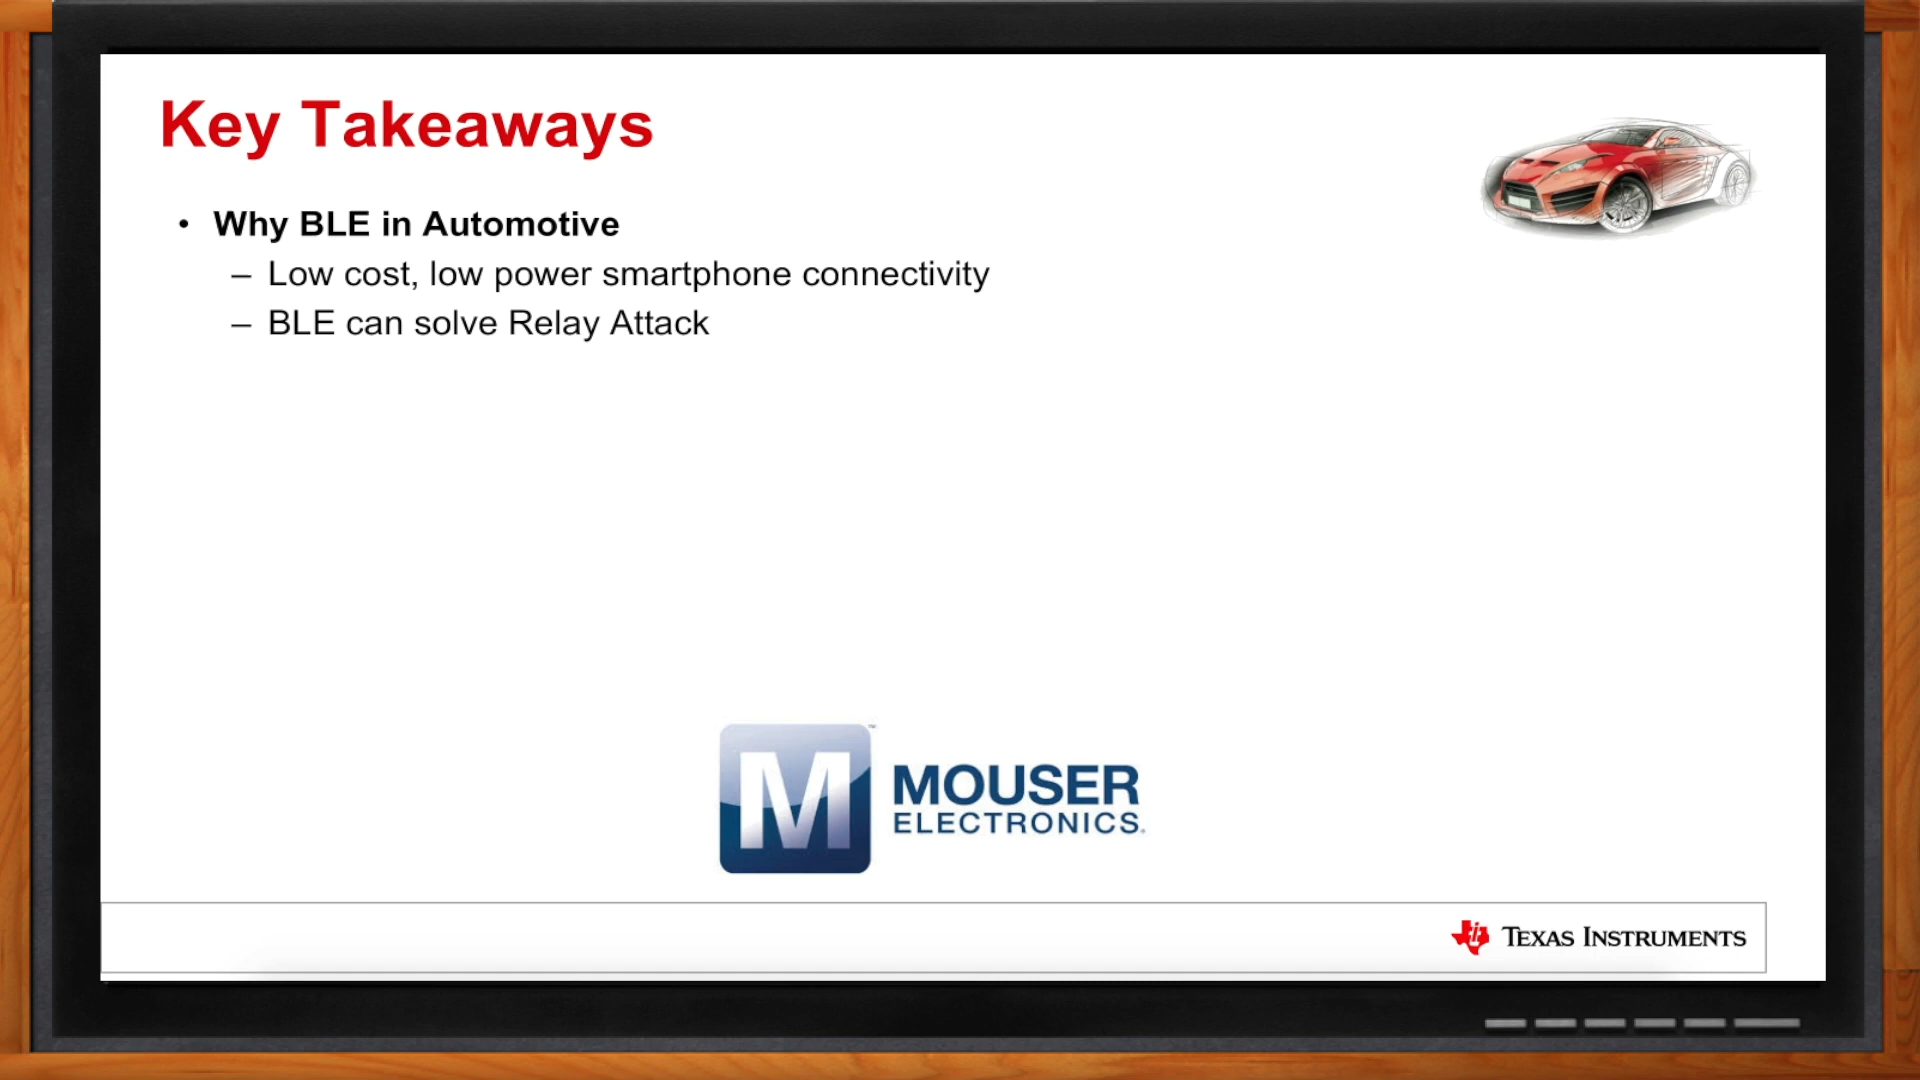 Key Takeaways
• Why BLE in Automotive
– Low cost, low power smartphone connectivity
– BLE can solve Relay Attack
M™
MOUSER
ELECTRONICS
TEXAS INSTRUMENTS